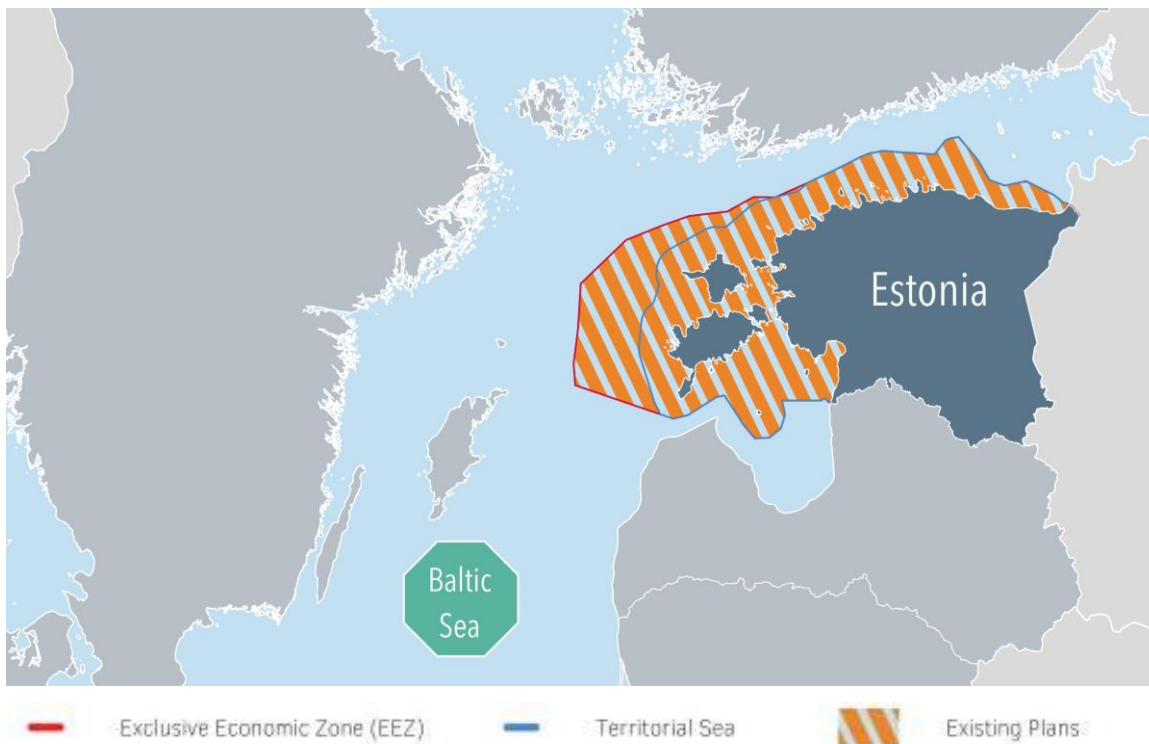 Estonia
Baltic
Sea
Exclusive Economic Zone (EEZ)
Territorial Sea
Existing Plans